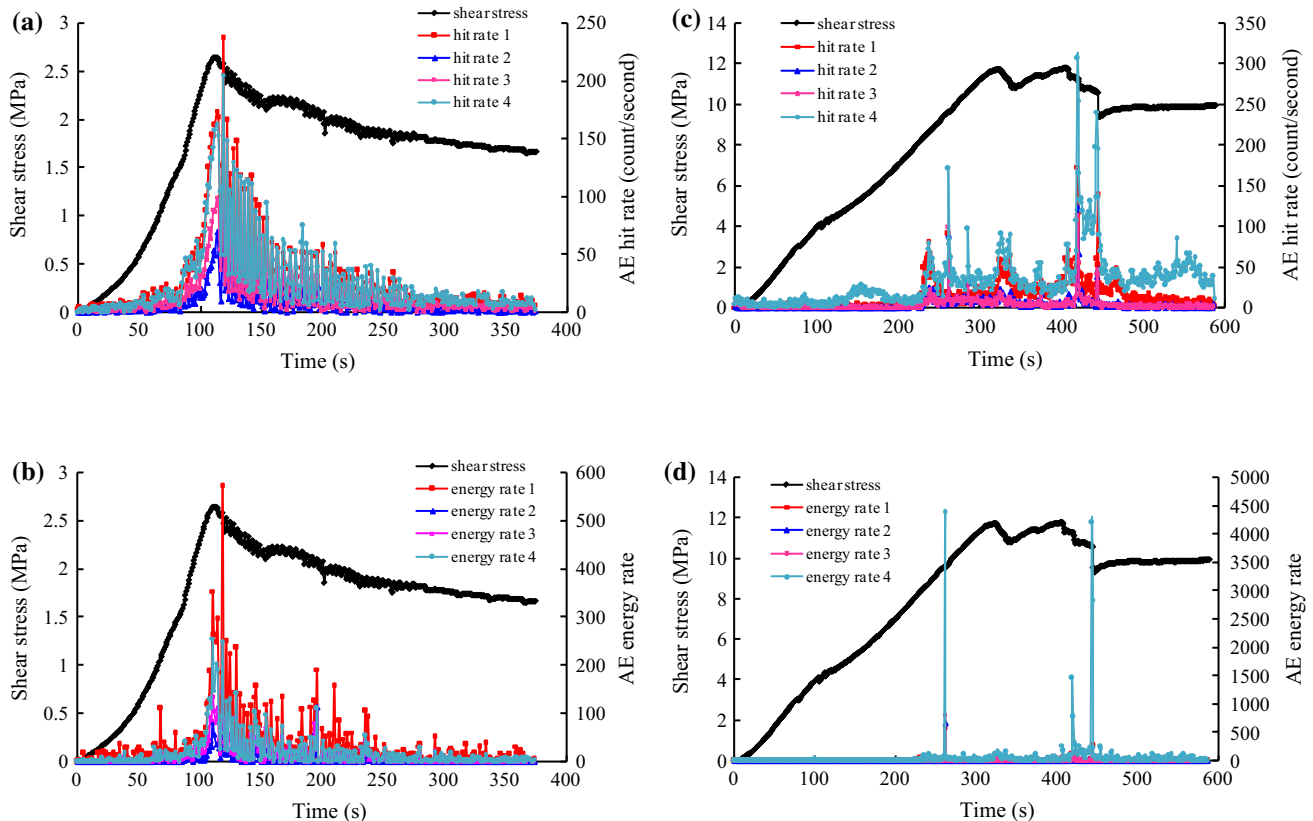 (a)
shear stress
hit rate 1
hit rate 2
hit rate 3
hit rate 4
Shear stress (MPa)
3
2.5
2
1.5
1
0.5
0
250
200
150
100
50
0
AE hit rate (count/second)
0 50 100 150 200 250 300 350 400
Time (s)
(c)
shear stress
hit rate 1
hit rate 2
hit rate 3
hit rate 4
Shear stress (MPa)
14
12
10
8
6
4
2
0
350
300
250
200
150
100
50
0
AE hit rate (count/second)
0 100 200 300 400 500 600
Time (s)
(b)
shear stress
energy rate 1
energy rate 2
energy rate 3
energy rate 4
Shear stress (MPa)
3
2.5
2
1.5
1
0.5
0
600
500
400
300
200
100
0
AE energy rate
0 50 100 150 200 250 300 350 400
Time (s)
(d)
shear stress
energy rate 1
energy rate 2
energy rate 3
energy rate 4
Shear stress (MPa)
14
12
10
8
6
4
2
0
5000
4500
4000
3500
3000
2500
2000
1500
1000
500
0
AE energy rate
0 100 200 300 400 500 600
Time (s)